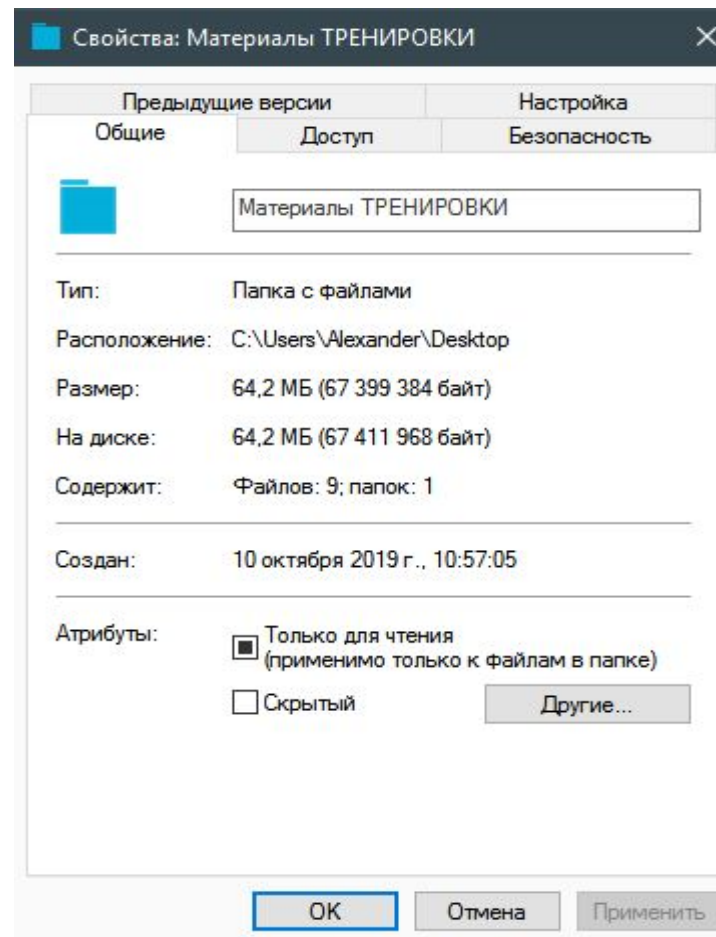 Свойства: Материалы ТРЕНИРОВКИ
Предыдущие версии Настройка
Общие Доступ Безопасность
Материалы ТРЕНИРОВКИ
Тип: Папка с файлами
Расположение: C:\Users\Alexander\Desktop
Размер: 64,2 МБ (67 399 384 байт)
На диске: 64,2 МБ (67 411 968 байт)
Содержит: Файлов: 9; папок: 1
Создан: 10 октября 2019 г., 10:57:05
Атрибуты: Только для чтения
(применимо только к файлам в папке)
Скрытый Другие...
OK Отмена Применить